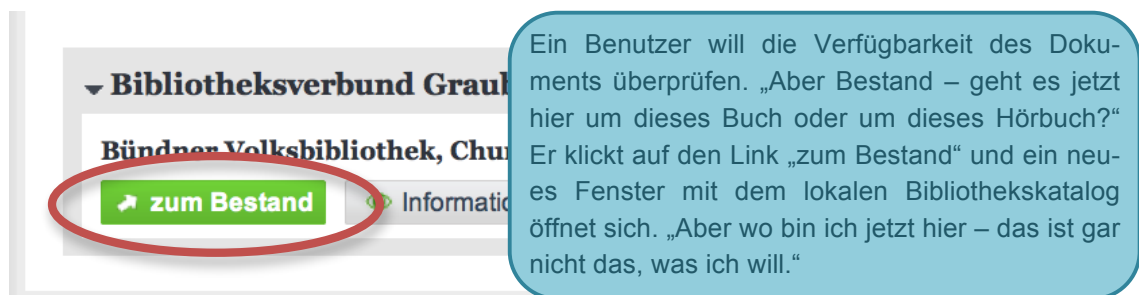 Bibliotheksverbund Grau
Bündner Volksbibliothek, Chur
zum Bestand
Informatio
Ein Benutzer will die Verfügbarkeit des Doku-
ments überprüfen. „Aber Bestand – geht es jetzt
hier um dieses Buch oder um dieses Hörbuch?“
Er klickt auf den Link „zum Bestand“ und ein neu-
es Fenster mit dem lokalen Bibliothekskatalog
öffnet sich. „Aber wo bin ich jetzt hier – das ist gar
nicht das, was ich will.“